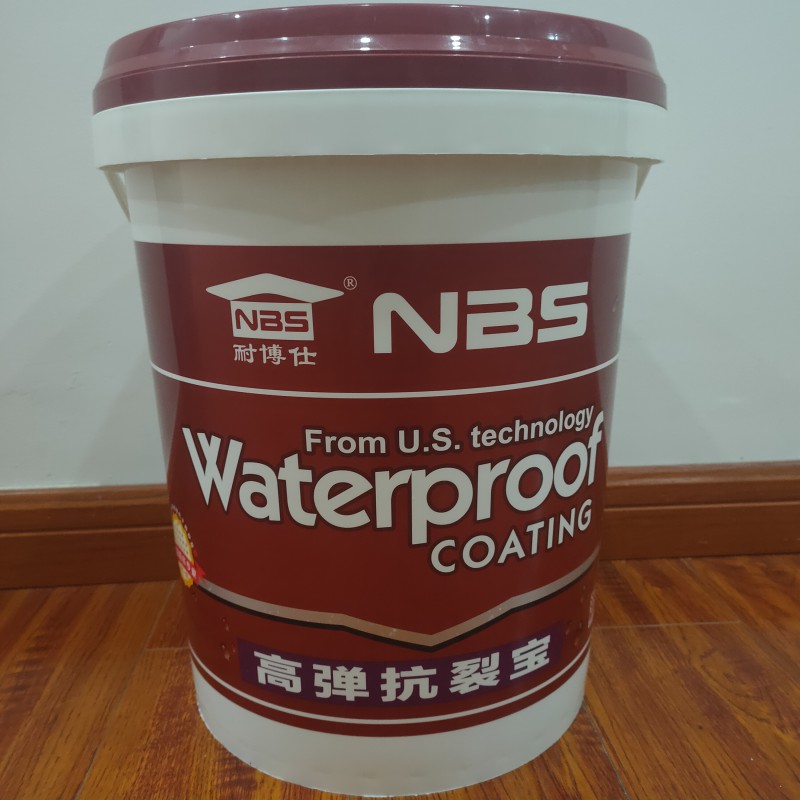 NBS ® NBS
耐博仕
From U.S. technology
Waterproof
COATING
高弹抗裂宝